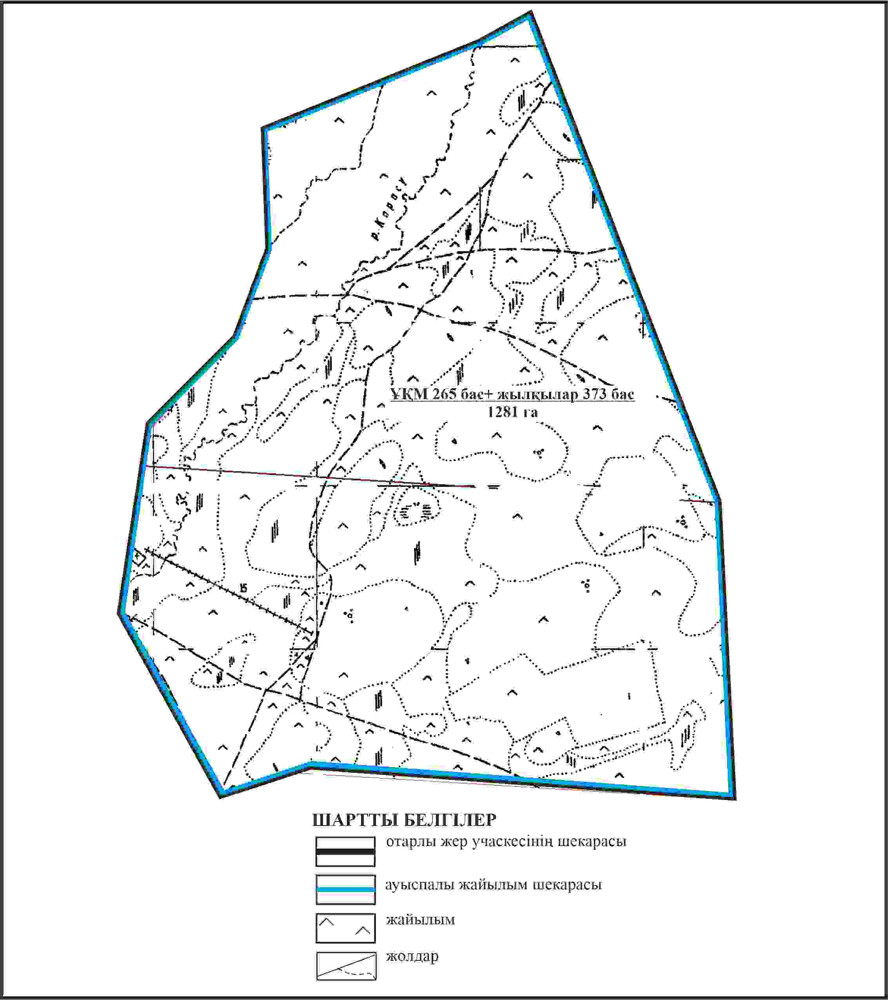 р. Карасу
ҰҚМ 265 бас+ жылқылар 373 бас
1281 га
15
ШАРТТЫ БЕЛГІЛЕР
отарлы жер учаскесінің шекарасы
ауыспалы жайылым шекарасы
жайылым
жолдар